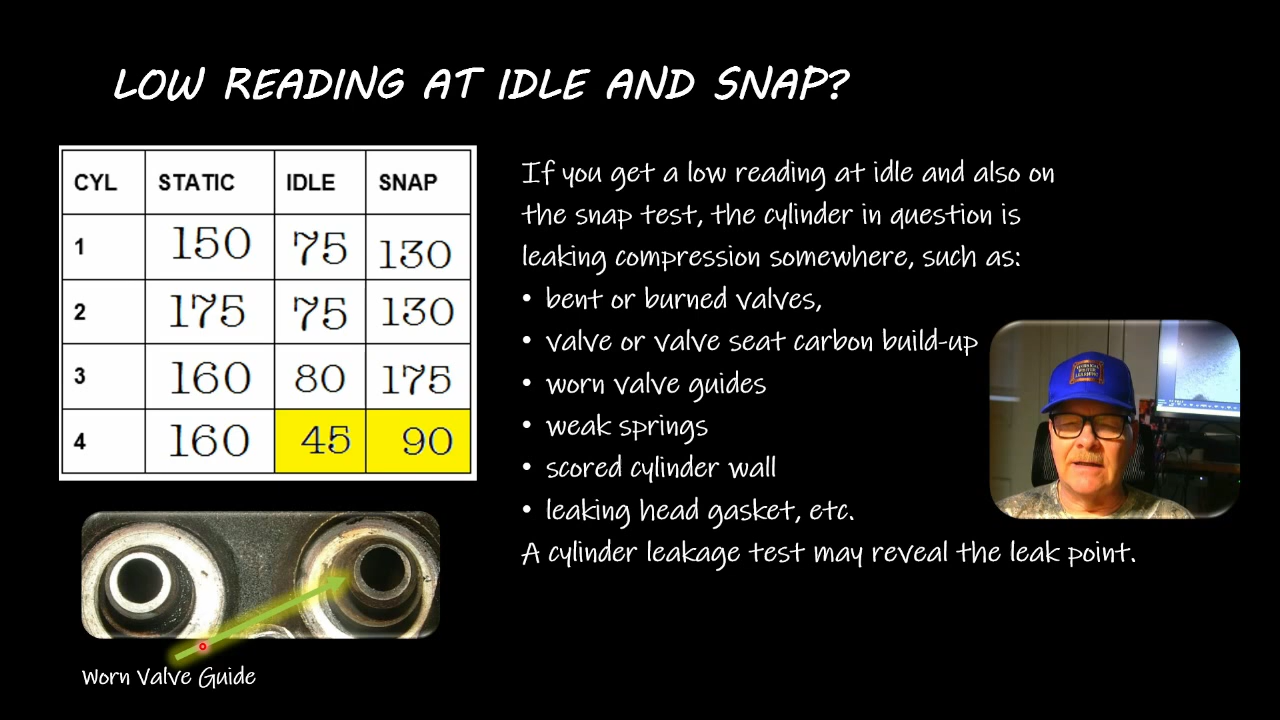 LOW READING AT IDLE AND SNAP?
CYL STATIC IDLE SNAP
1 150 75 130
2 175 75 130
3 160 80 175
4 160 45 90
If you get a low reading at idle and also on
the snap test, the cylinder in question is
leaking compression somewhere, such as:
• bent or burned valves,
• valve or valve seat carbon build-up
• worn valve guides
• weak springs
• scored cylinder wall
• leaking head gasket, etc.
A cylinder leakage test may reveal the leak point.
Worn Valve Guide